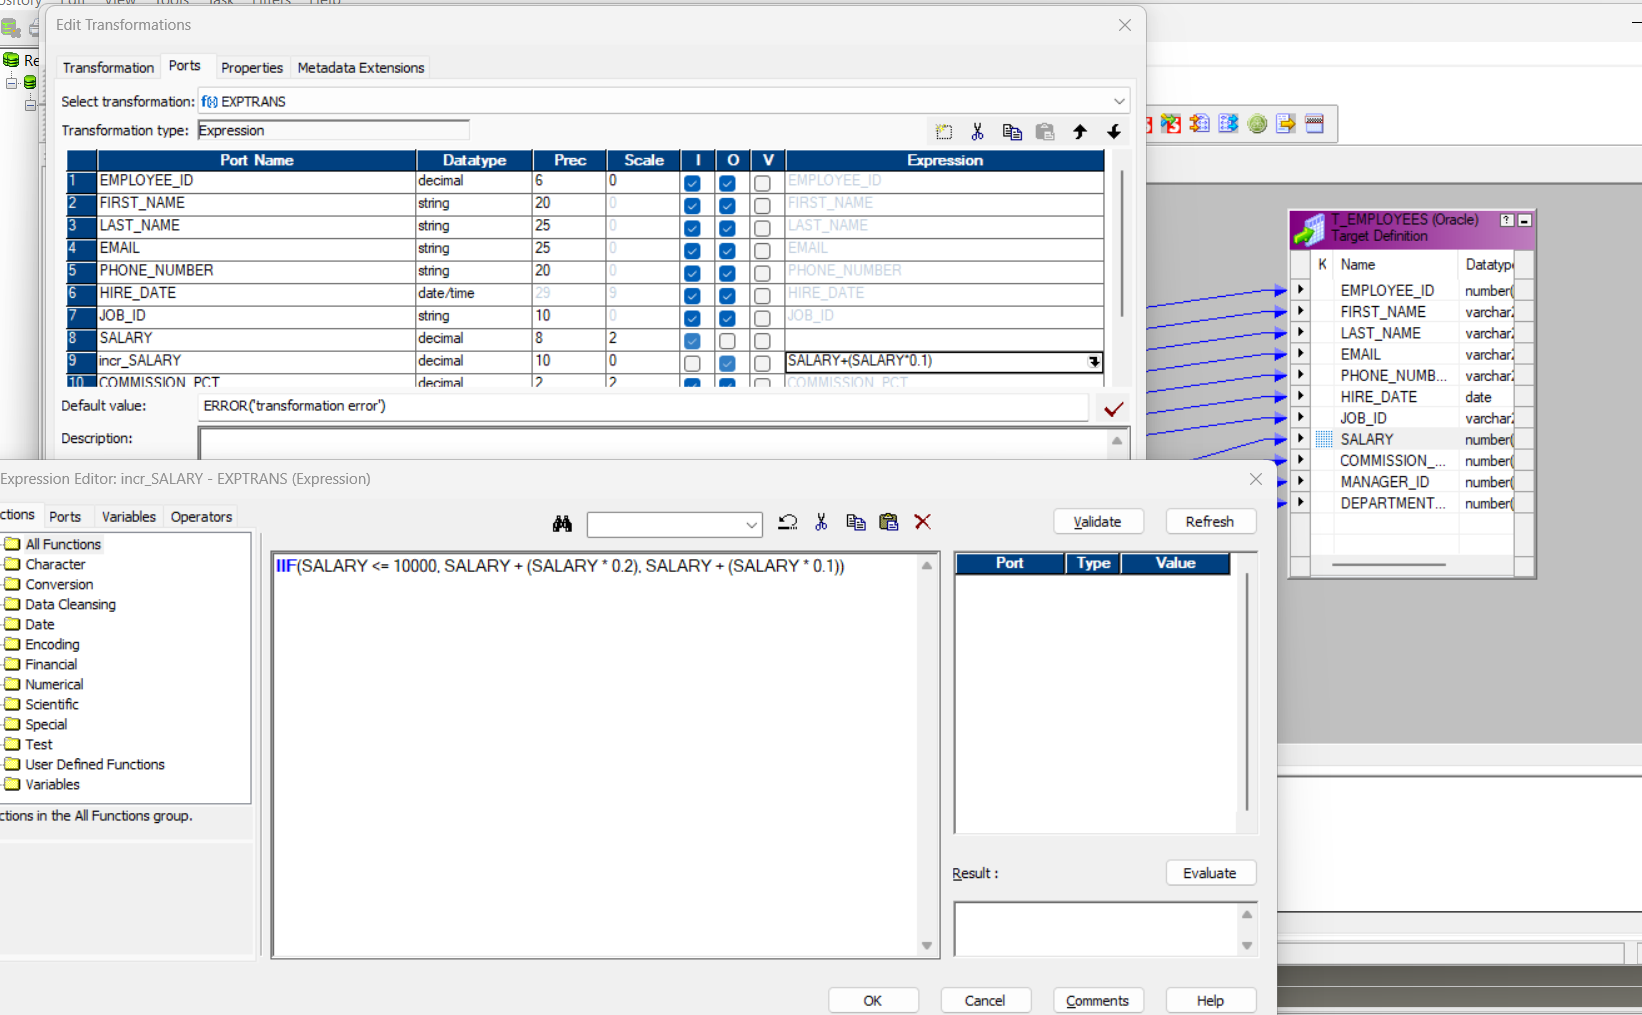 Edit Transformations
Transformation Ports Properties Metadata Extensions
Select transformation: f(x) EXPTRANS
Transformation type: Expression
Port Name Datatype Prec Scale I O V Expression
1 EMPLOYEE_ID decimal 6 0 EMPLOYEE_ID
2 FIRST_NAME string 20 0 FIRST_NAME
3 LAST_NAME string 25 0 LAST_NAME
4 EMAIL string 25 0 EMAIL
5 PHONE_NUMBER string 20 0 PHONE_NUMBER
6 HIRE_DATE date/time 29 9 HIRE_DATE
7 JOB_ID string 10 0 JOB_ID
8 SALARY decimal 8 2
9 incr_SALARY decimal 10 0 SALARY+(SALARY*0.1)
10 COMMISSION_PCT decimal 2 2 COMMISSION_PCT
Default value: ERROR('transformation error')
Description:
T_EMPLOYEES (Oracle)
Target Definition
K Name Datatyp
EMPLOYEE_ID number(
FIRST_NAME varchar2
LAST_NAME varchar2
EMAIL varchar2
PHONE_NUMB... varchar2
HIRE_DATE date
JOB_ID varchar2
SALARY number(
COMMISSION_... number(
MANAGER_ID number(
DEPARTMENT... number(
Expression Editor: incr_SALARY - EXPTRANS (Expression)
ctions Ports Variables Operators
Validate Refresh
All Functions
Character
Conversion
Data Cleansing
Date
Encoding
Financial
Numerical
Scientific
Special
Test
User Defined Functions
Variables
ctions in the All Functions group.
IIF(SALARY <= 10000, SALARY + (SALARY * 0.2), SALARY + (SALARY * 0.1))
Port Type Value
Result :
Evaluate
OK Cancel Comments Help